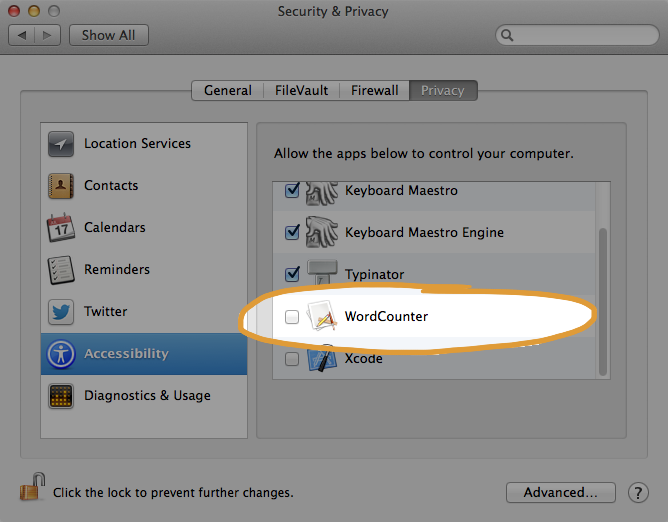 Security & Privacy
Show All
General FileVault Firewall Privacy
Location Services
Contacts
17
Calendars
Reminders
Twitter
Accessibility
Diagnostics & Usage
Allow the apps below to control your computer.
Keyboard Maestro
Keyboard Maestro Engine
Typinator
WordCounter
Xcode
Click the lock to prevent further changes.
Advanced...
?